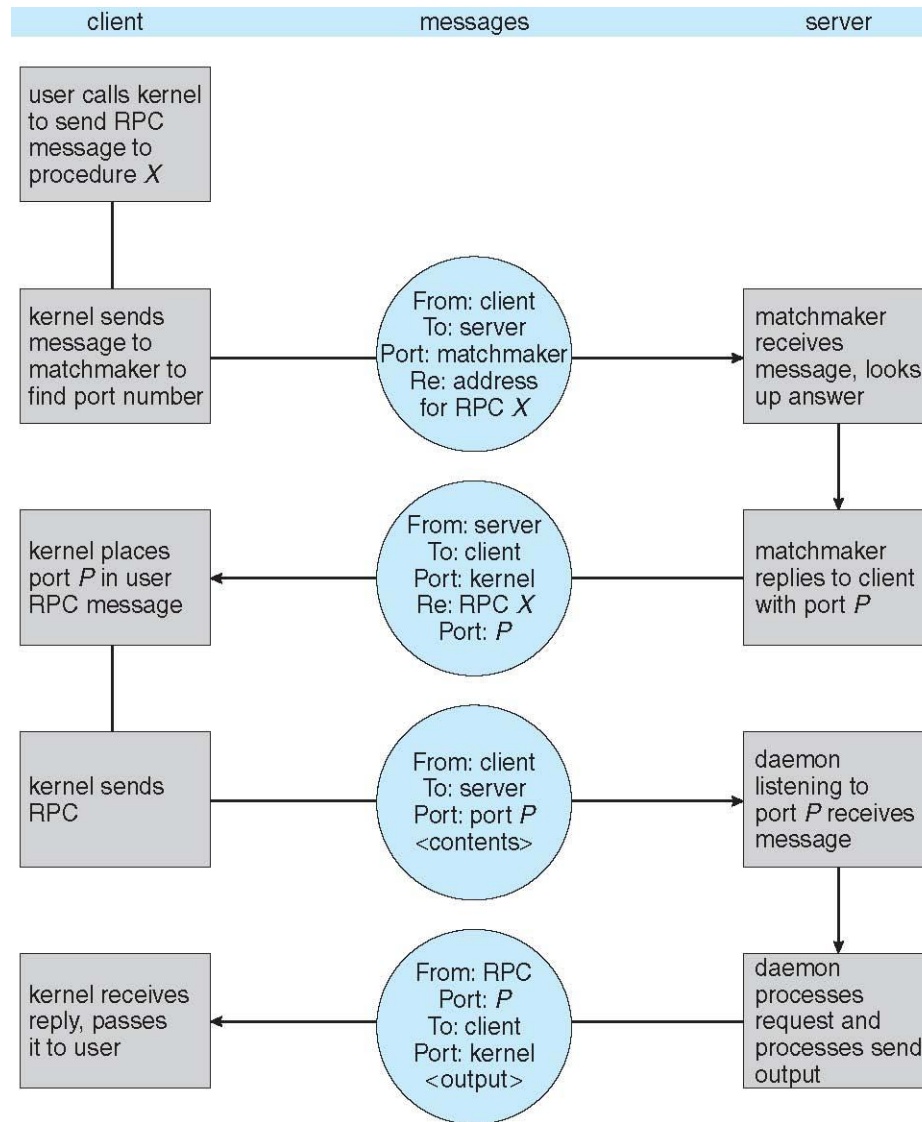 client messages server
user calls kernel
to send RPC
message to
procedure X
kernel sends
message to
matchmaker to
find port number
From: client
To: server
Port: matchmaker
Re: address
for RPC X
matchmaker
receives
message, looks
up answer
kernel places
port P in user
RPC message
From: server
To: client
Port: kernel
Re: RPC X
Port: P
matchmaker
replies to client
with port P
kernel sends
RPC
From: client
To: server
Port: port P
<contents>
daemon
listening to
port P receives
message
kernel receives
reply, passes
it to user
From: RPC
Port: P
To: client
Port: kernel
<output>
daemon
processes
request and
processes send
output